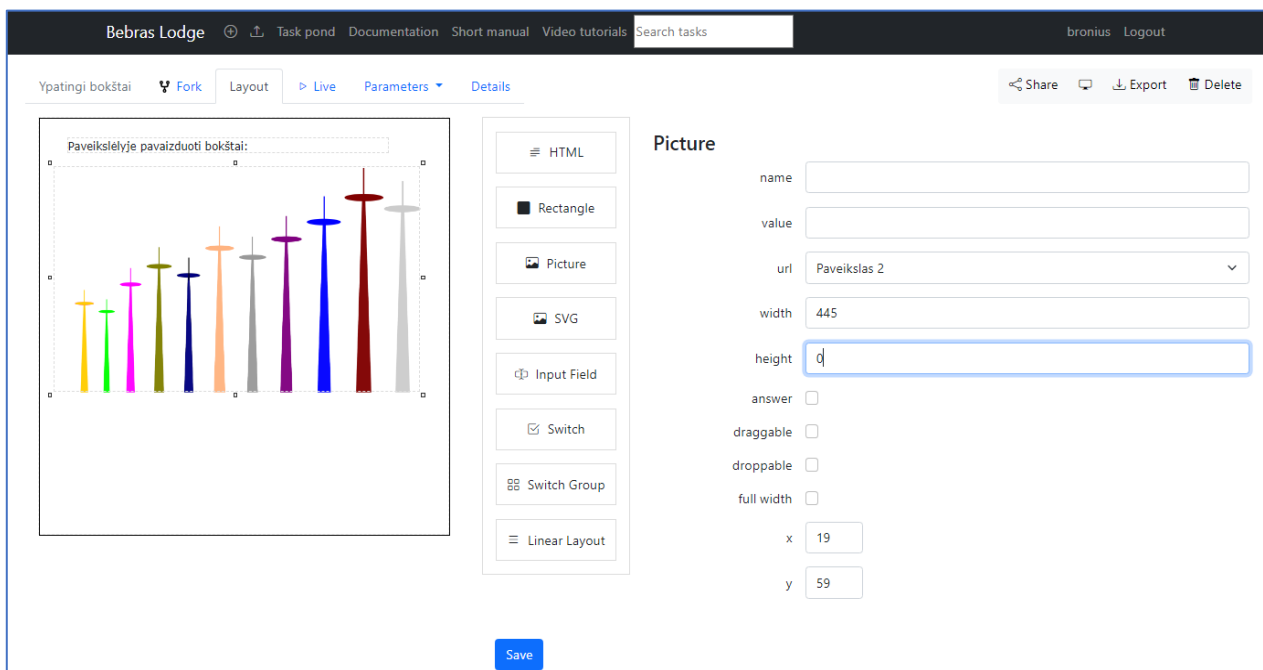 Bebras Lodge Task pond Documentation Short manual Video tutorials Search tasks bronius Logout
Ypatingi bokštai Fork Layout Live Parameters Details Share Export Delete
Paveikslėlyje pavaizduoti bokštai:
HTML
Rectangle
Picture
SVG
Input Field
Switch
Switch Group
Linear Layout
Save
Picture
name
value
url Paveikslas 2
width 445
height 0
answer
draggable
droppable
full width
x 19
y 59